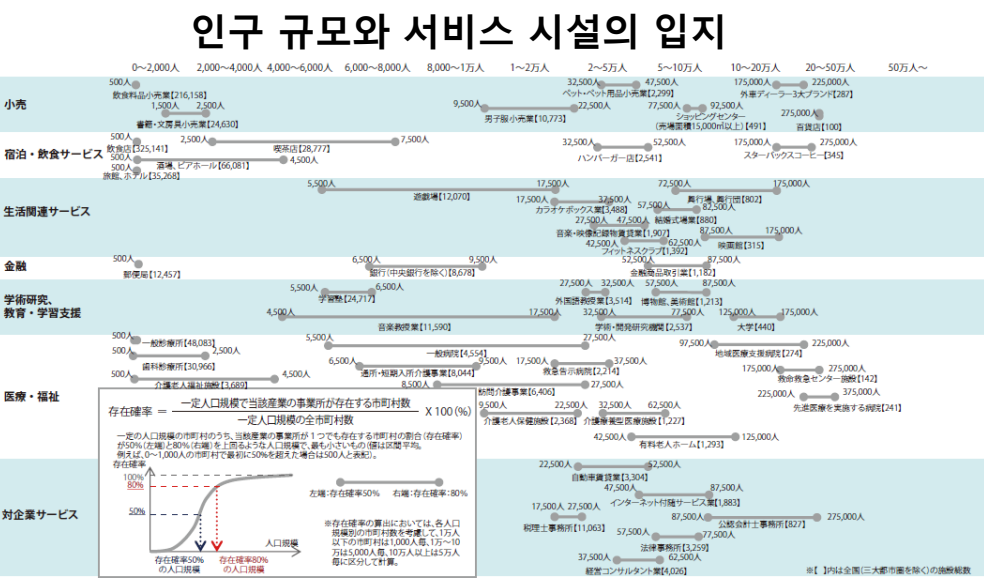 인구 규모와 서비스 시설의 입지
0〜2,000人 2,000〜4,000人 4,000〜6,000人 6,000〜8,000人 8,000〜1万人 1〜2万人 2〜5万人 5〜10万人 10〜20万人 20〜50万人 50万人〜
小売
500人
飲食料品小売業【216,158】
1,500人 2,500人
書籍・文房具小売業【24,630】
9,500人 22,500人
男子服小売業【10,773】
32,500人 47,500人
ペット・ペット用品小売業【2,299】
77,500人 92,500人
ショッピングセンター
(売場面積15,000㎡以上)【491】
175,000人 225,000人
外車ディーラー3大ブランド【287】
275,000人
百貨店【100】
宿泊・飲食サービス
500人
飲食店【325,141】
2,500人 7,500人
喫茶店【28,777】
500人 4,500人
酒場、ビアホール【66,081】
500人
旅館、ホテル【35,268】
32,500人 52,500人
ハンバーガー店【2,541】
175,000人 275,000人
スターバックスコーヒー【345】
生活関連サービス
5,500人 17,500人
遊戯場【12,070】
17,500人 37,500人
カラオケボックス業【3,488】
27,500人 47,500人
音楽・映像記録物賃貸業【1,907】
42,500人 62,500人
フィットネスクラブ【1,392】
72,500人 175,000人
興行場、興行団【802】
57,500人 82,500人
結婚式場業【880】
87,500人 175,000人
映画館【315】
金融
500人
郵便局【12,457】
6,500人 9,500人
銀行(中央銀行を除く)【8,678】
52,500人 87,500人
金融商品取引業【1,182】
学術研究、
教育・学習支援
5,500人 6,500人
学習塾【24,717】
4,500人 17,500人
音楽教授業【11,590】
27,500人 32,500人
外国語教授業【3,514】
57,500人 87,500人
博物館、美術館【1,213】
32,500人 77,500人
学術・開発研究機関【2,537】
125,000人 175,000人
大学【440】
医療・福祉
500人
一般診療所【48,083】
500人 2,500人
歯科診療所【30,966】
500人 4,500人
介護老人福祉施設【3,689】
5,500人 27,500人
一般病院【4,554】
6,500人 9,500人
通所・短期入所介護事業【8,044】
8,500人 27,500人
訪問介護事業【6,406】
17,500人 37,500人
救急告示病院【2,214】
9,500人 22,500人
介護老人保健施設【2,368】
32,500人 62,500人
介護療養型医療施設【1,227】
42,500人 125,000人
有料老人ホーム【1,293】
97,500人 225,000人
地域医療支援病院【274】
175,000人 275,000人
救命救急センター施設【142】
225,000人 375,000人
先進医療を実施する病院【241】
対企業サービス
22,500人 52,500人
自動車賃貸業【3,304】
47,500人 87,500人
インターネット付随サービス業【1,883】
17,500人 27,500人
税理士事務所【11,063】
87,500人 275,000人
公認会計士事務所【827】
57,500人 77,500人
法律事務所【3,259】
37,500人 62,500人
経営コンサルタント業【4,026】
存在確率 = 一定人口規模で当該産業の事業所が存在する市町村数
一定人口規模の全市町村数
X 100(%)
一定の人口規模の市町村のうち、当該産業の事業所が1つでも存在する市町村の割合(存在確率)
が50%(左端)と80%(右端)を上回るような人口規模で、最も小さいもの(値は区間平均。
例えば、0〜1,000人の市町村で最初に50%を超えた場合は500人と表記)。
存在確率
100%
80%
50%
人口規模
存在確率50%
の人口規模
存在確率80%
の人口規模
左端:存在確率50% 右端:存在確率:80%
※存在確率の算出においては、各人口
規模別の市町村数を考慮して、1万人
以下の市町村は1,000人毎、1万〜10
万は5,000人毎、10万人以上は5万人
毎に区分して計算。
※【 】内は全国(三大都市圏を除く)の施設総数